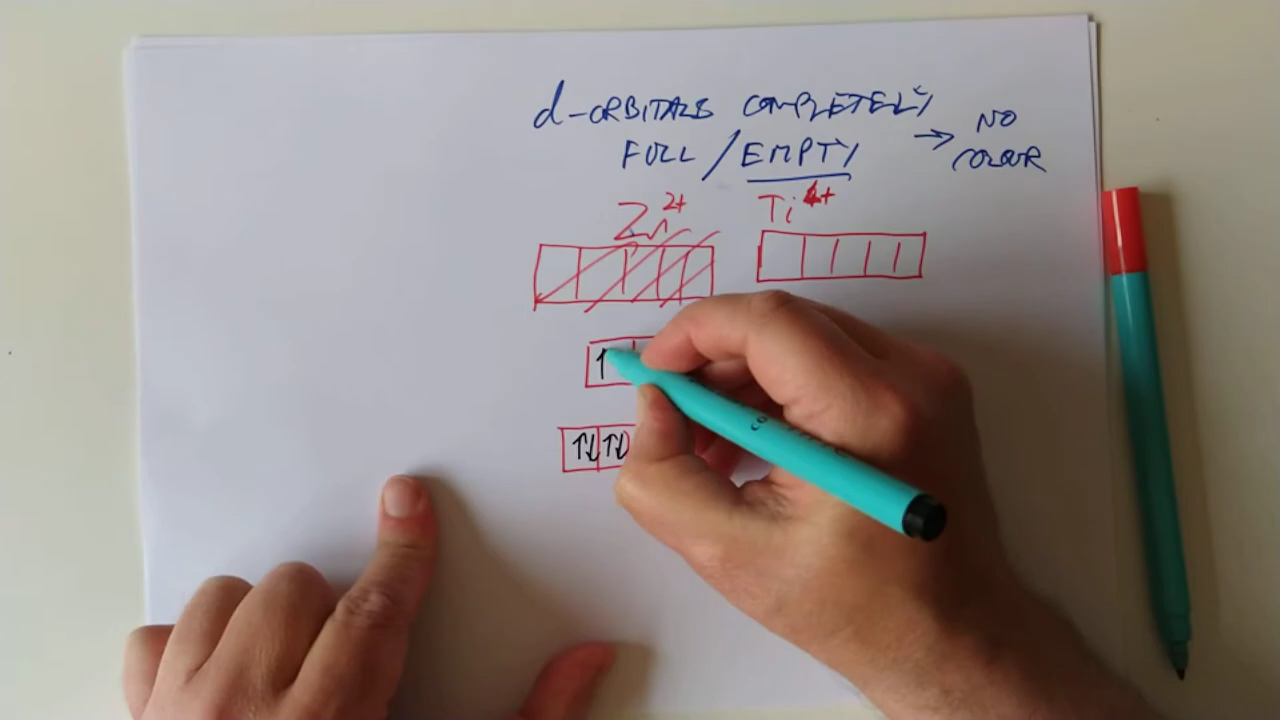 d-ORBITALS COMPLETELY
FULL / EMPTY → NO COLOUR
Zn²⁺ Ti⁴⁺
↑
↑↓ ↑↓